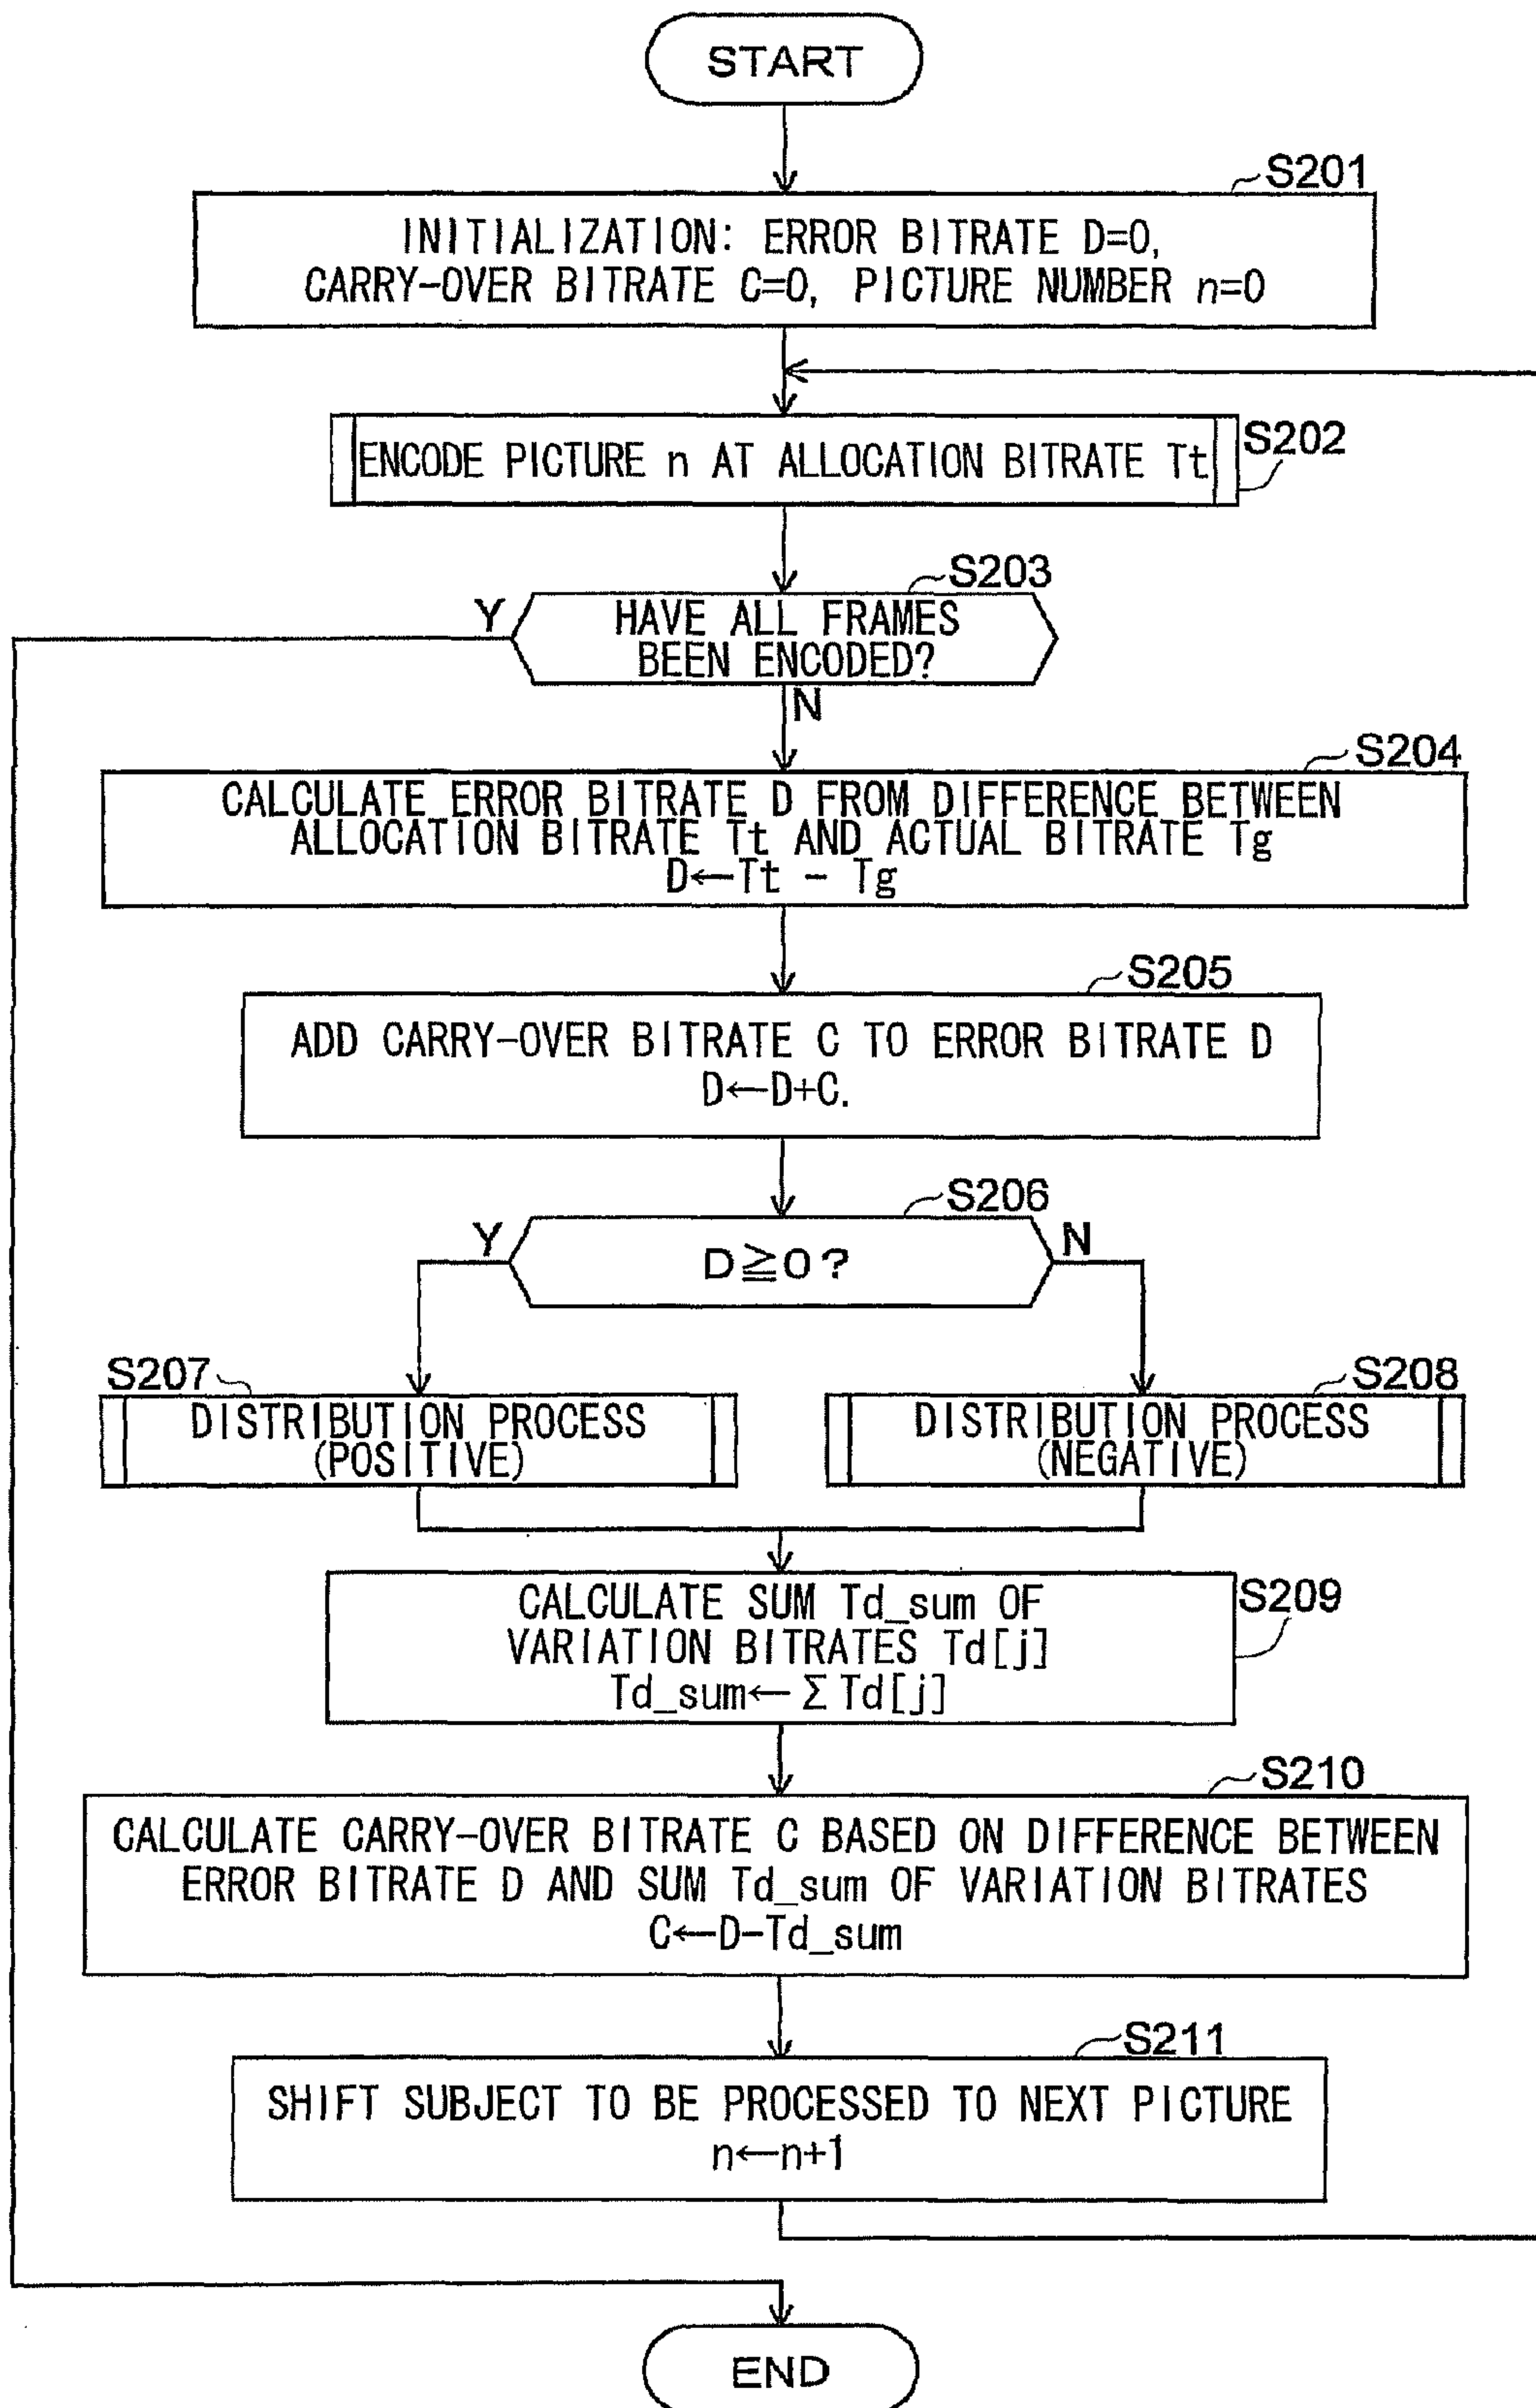 START
S201
INITIALIZATION: ERROR BITRATE D=0,
CARRY-OVER BITRATE C=0, PICTURE NUMBER n=0
ENCODE PICTURE n AT ALLOCATION BITRATE Tt
S202
S203
Y
HAVE ALL FRAMES
BEEN ENCODED?
N
S204
CALCULATE ERROR BITRATE D FROM DIFFERENCE BETWEEN
ALLOCATION BITRATE Tt AND ACTUAL BITRATE Tg
D←Tt - Tg
S205
ADD CARRY-OVER BITRATE C TO ERROR BITRATE D
D←D+C.
S206
Y
D≧0?
N
S207
DISTRIBUTION PROCESS
(POSITIVE)
S208
DISTRIBUTION PROCESS
(NEGATIVE)
S209
CALCULATE SUM Td_sum OF
VARIATION BITRATES Td[j]
Td_sum←Σ Td[j]
S210
CALCULATE CARRY-OVER BITRATE C BASED ON DIFFERENCE BETWEEN
ERROR BITRATE D AND SUM Td_sum OF VARIATION BITRATES
C←D-Td_sum
S211
SHIFT SUBJECT TO BE PROCESSED TO NEXT PICTURE
n←n+1
END